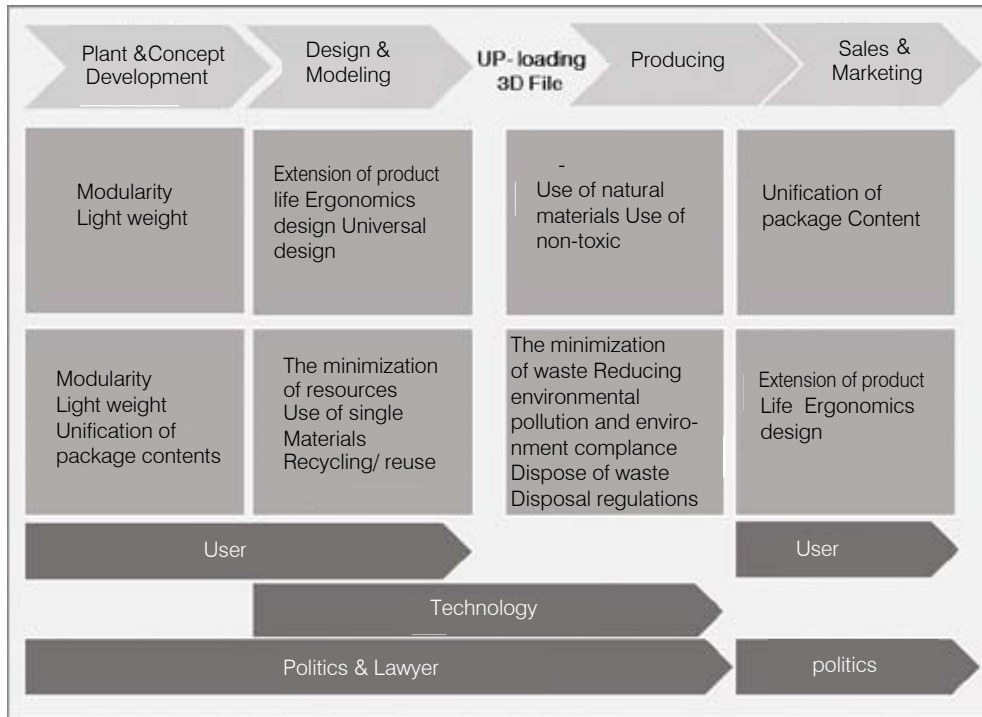 Plant &Concept
Development
Design &
Modeling
UP- loading
3D File
Producing
Sales &
Marketing
Modularity
Light weight
Extension of product
life Ergonomics
design Universal
design
-
Use of natural
materials Use of
non-toxic
Unification of
package Content
Modularity
Light weight
Unification of
package contents
The minimization
of resources
Use of single
Materials
Recycling/ reuse
The minimization
of waste Reducing
environmental
pollution and enviro-
nment complance
Dispose of waste
Disposal regulations
Extension of product
Life Ergonomics
design
User
User
Technology
Politics & Lawyer
politics